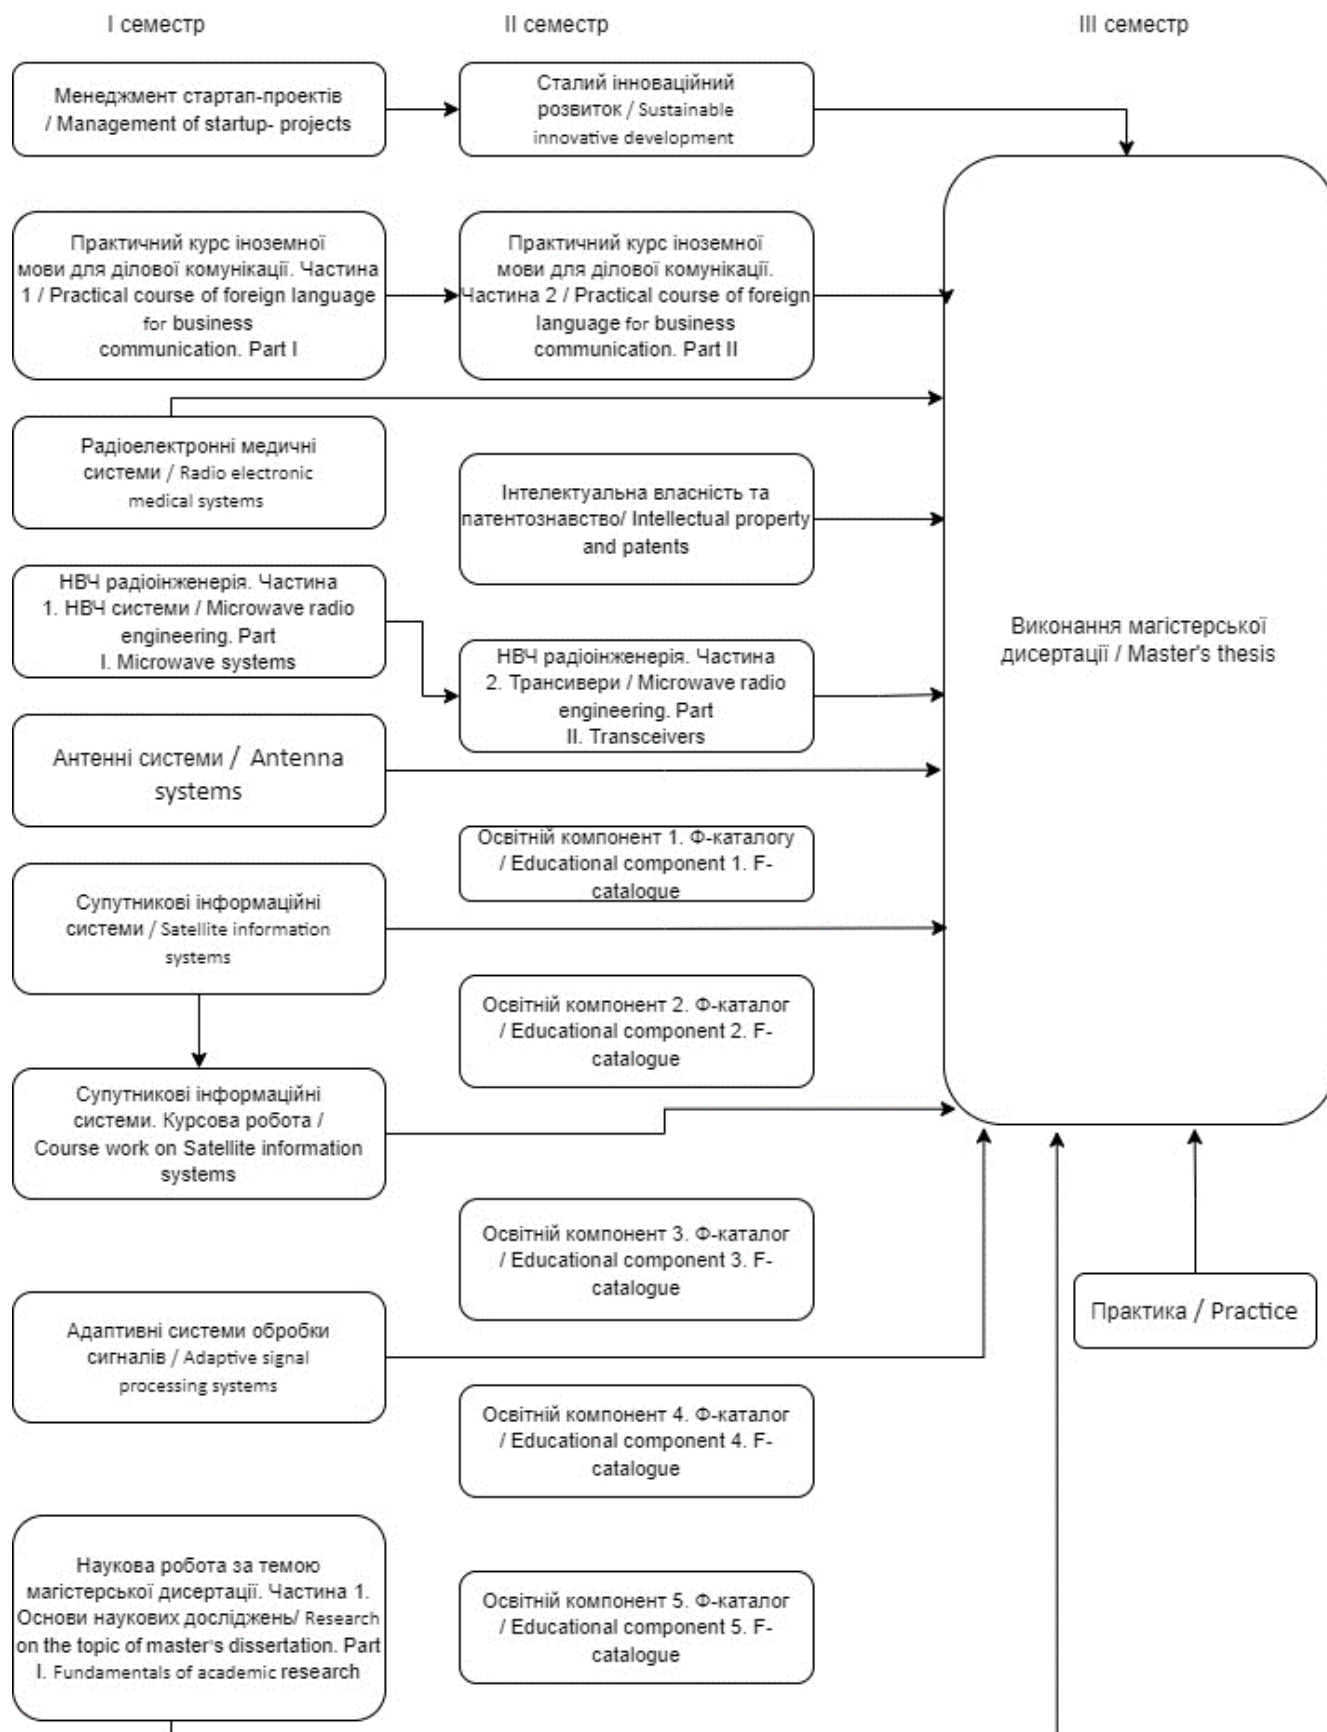 I семестр
II семестр
III семестр
Менеджмент стартап-проектів
/ Management of startup- projects
Сталий інноваційний
розвиток / Sustainable
innovative development
Практичний курс іноземної
мови для ділової комунікації. Частина
1 / Practical course of foreign language
for business
communication. Part I
Практичний курс іноземної
мови для ділової комунікації.
Частина 2 / Practical course of foreign
language for business
communication. Part II
Радіоелектронні медичні
системи / Radio electronic
medical systems
Інтелектуальна власність та
патентознавство/ Intellectual property
and patents
НВЧ радіоінженерія. Частина
1. НВЧ системи / Microwave radio
engineering. Part
I. Microwave systems
НВЧ радіоінженерія. Частина
2. Трансивери / Microwave radio
engineering. Part
II. Transceivers
Виконання магістерської
дисертації / Master's thesis
Антенні системи / Antenna
systems
Освітній компонент 1. Ф-каталогу
/ Educational component 1. F-
catalogue
Супутникові інформаційні
системи / Satellite information
systems
Освітній компонент 2. Ф-каталог
/ Educational component 2. F-
catalogue
Супутникові інформаційні
системи. Курсова робота /
Course work on Satellite information
systems
Освітній компонент 3. Ф-каталог
/ Educational component 3. F-
catalogue
Практика / Practice
Адаптивні системи обробки
сигналів / Adaptive signal
processing systems
Освітній компонент 4. Ф-каталог
/ Educational component 4. F-
catalogue
Наукова робота за темою
магістерської дисертації. Частина 1.
Основи наукових досліджень/ Research
on the topic of master's dissertation. Part
I. Fundamentals of academic research
Освітній компонент 5. Ф-каталог
/ Educational component 5. F-
catalogue